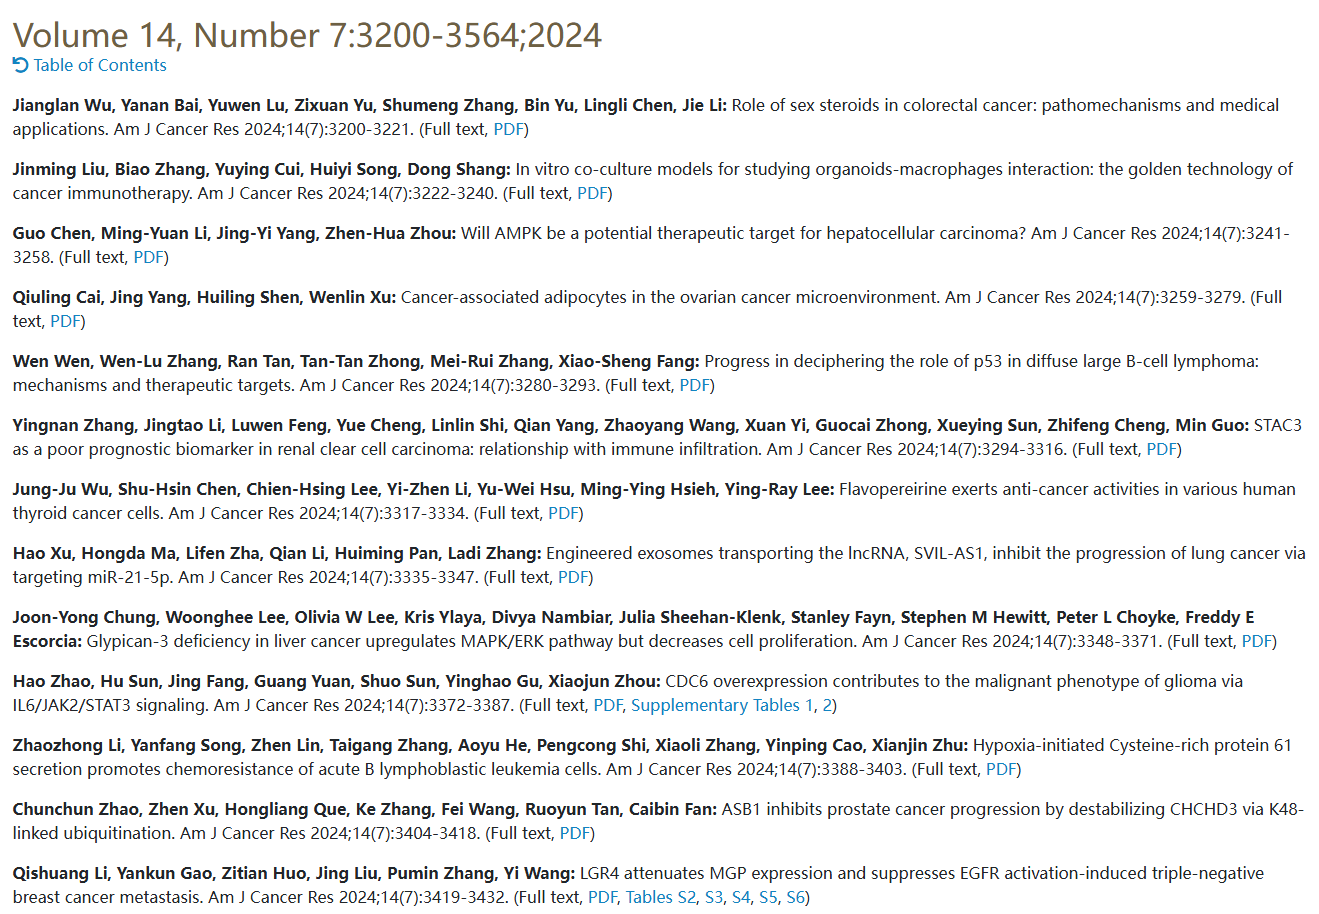 Volume 14, Number 7:3200-3564;2024
Table of Contents
Jianglan Wu, Yanan Bai, Yuwen Lu, Zixuan Yu, Shumeng Zhang, Bin Yu, Lingli Chen, Jie Li: Role of sex steroids in colorectal cancer: pathomechanisms and medical
applications. Am J Cancer Res 2024;14(7):3200-3221. (Full text, PDF)
Jinming Liu, Biao Zhang, Yuying Cui, Huiyi Song, Dong Shang: In vitro co-culture models for studying organoids-macrophages interaction: the golden technology of
cancer immunotherapy. Am J Cancer Res 2024;14(7):3222-3240. (Full text, PDF)
Guo Chen, Ming-Yuan Li, Jing-Yi Yang, Zhen-Hua Zhou: Will AMPK be a potential therapeutic target for hepatocellular carcinoma? Am J Cancer Res 2024;14(7):3241-
3258. (Full text, PDF)
Qiuling Cai, Jing Yang, Huiling Shen, Wenlin Xu: Cancer-associated adipocytes in the ovarian cancer microenvironment. Am J Cancer Res 2024;14(7):3259-3279. (Full
text, PDF)
Wen Wen, Wen-Lu Zhang, Ran Tan, Tan-Tan Zhong, Mei-Rui Zhang, Xiao-Sheng Fang: Progress in deciphering the role of p53 in diffuse large B-cell lymphoma:
mechanisms and therapeutic targets. Am J Cancer Res 2024;14(7):3280-3293. (Full text, PDF)
Yingnan Zhang, Jingtao Li, Luwen Feng, Yue Cheng, Linlin Shi, Qian Yang, Zhaoyang Wang, Xuan Yi, Guocai Zhong, Xueying Sun, Zhifeng Cheng, Min Guo: STAC3
as a poor prognostic biomarker in renal clear cell carcinoma: relationship with immune infiltration. Am J Cancer Res 2024;14(7):3294-3316. (Full text, PDF)
Jung-Ju Wu, Shu-Hsin Chen, Chien-Hsing Lee, Yi-Zhen Li, Yu-Wei Hsu, Ming-Ying Hsieh, Ying-Ray Lee: Flavopereirine exerts anti-cancer activities in various human
thyroid cancer cells. Am J Cancer Res 2024;14(7):3317-3334. (Full text, PDF)
Hao Xu, Hongda Ma, Lifen Zha, Qian Li, Huiming Pan, Ladi Zhang: Engineered exosomes transporting the lncRNA, SVIL-AS1, inhibit the progression of lung cancer via
targeting miR-21-5p. Am J Cancer Res 2024;14(7):3335-3347. (Full text, PDF)
Joon-Yong Chung, Woonghee Lee, Olivia W Lee, Kris Ylaya, Divya Nambiar, Julia Sheehan-Klenk, Stanley Fayn, Stephen M Hewitt, Peter L Choyke, Freddy E
Escorcia: Glypican-3 deficiency in liver cancer upregulates MAPK/ERK pathway but decreases cell proliferation. Am J Cancer Res 2024;14(7):3348-3371. (Full text, PDF)
Hao Zhao, Hu Sun, Jing Fang, Guang Yuan, Shuo Sun, Yinghao Gu, Xiaojun Zhou: CDC6 overexpression contributes to the malignant phenotype of glioma via
IL6/JAK2/STAT3 signaling. Am J Cancer Res 2024;14(7):3372-3387. (Full text, PDF, Supplementary Tables 1, 2)
Zhaozhong Li, Yanfang Song, Zhen Lin, Taigang Zhang, Aoyu He, Pengcong Shi, Xiaoli Zhang, Yinping Cao, Xianjin Zhu: Hypoxia-initiated Cysteine-rich protein 61
secretion promotes chemoresistance of acute B lymphoblastic leukemia cells. Am J Cancer Res 2024;14(7):3388-3403. (Full text, PDF)
Chunchun Zhao, Zhen Xu, Hongliang Que, Ke Zhang, Fei Wang, Ruoyun Tan, Caibin Fan: ASB1 inhibits prostate cancer progression by destabilizing CHCHD3 via K48-
linked ubiquitination. Am J Cancer Res 2024;14(7):3404-3418. (Full text, PDF)
Qishuang Li, Yankun Gao, Zitian Huo, Jing Liu, Pumin Zhang, Yi Wang: LGR4 attenuates MGP expression and suppresses EGFR activation-induced triple-negative
breast cancer metastasis. Am J Cancer Res 2024;14(7):3419-3432. (Full text, PDF, Tables S2, S3, S4, S5, S6)